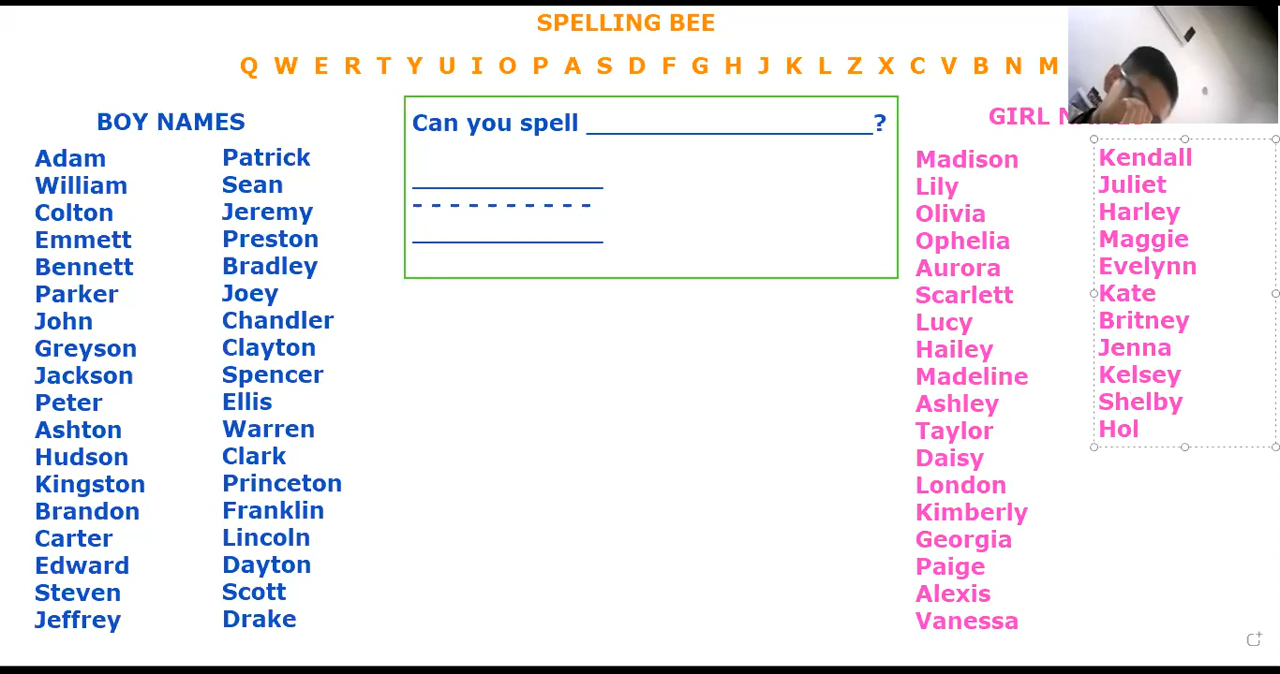 SPELLING BEE
Q W E R T Y U I O P A S D F G H J K L Z X C V B N M
BOY NAMES
Adam
William
Colton
Emmett
Bennett
Parker
John
Greyson
Jackson
Peter
Ashton
Hudson
Kingston
Brandon
Carter
Edward
Steven
Jeffrey
Patrick
Sean
Jeremy
Preston
Bradley
Joey
Chandler
Clayton
Spencer
Ellis
Warren
Clark
Princeton
Franklin
Lincoln
Dayton
Scott
Drake
Can you spell ____________________?
GIRL
Madison
Lily
Olivia
Ophelia
Aurora
Scarlett
Lucy
Hailey
Madeline
Ashley
Taylor
Daisy
London
Kimberly
Georgia
Paige
Alexis
Vanessa
Kendall
Juliet
Harley
Maggie
Evelynn
Kate
Britney
Jenna
Kelsey
Shelby
Hol